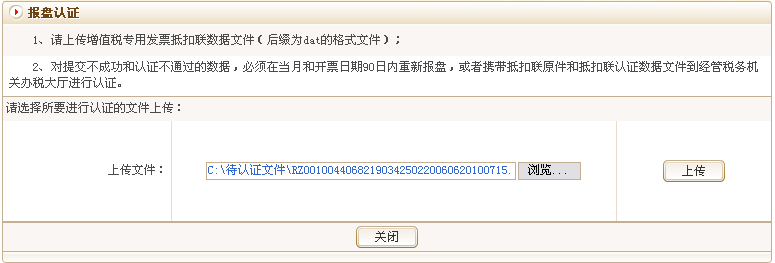 报盘认证
1、请上传增值税专用发票抵扣联数据文件（后缀为dat的格式文件）；
2、对提交不成功和认证不通过的数据，必须在当月和开票日期90日内重新报盘，或者携带抵扣联原件和抵扣联认证数据文件到经管税务机
关办税大厅进行认证。
请选择所要进行认证的文件上传：
上传文件： C:\待认证文件\RZ00100440682190342502200606201007​15. 浏览... 上传
关闭